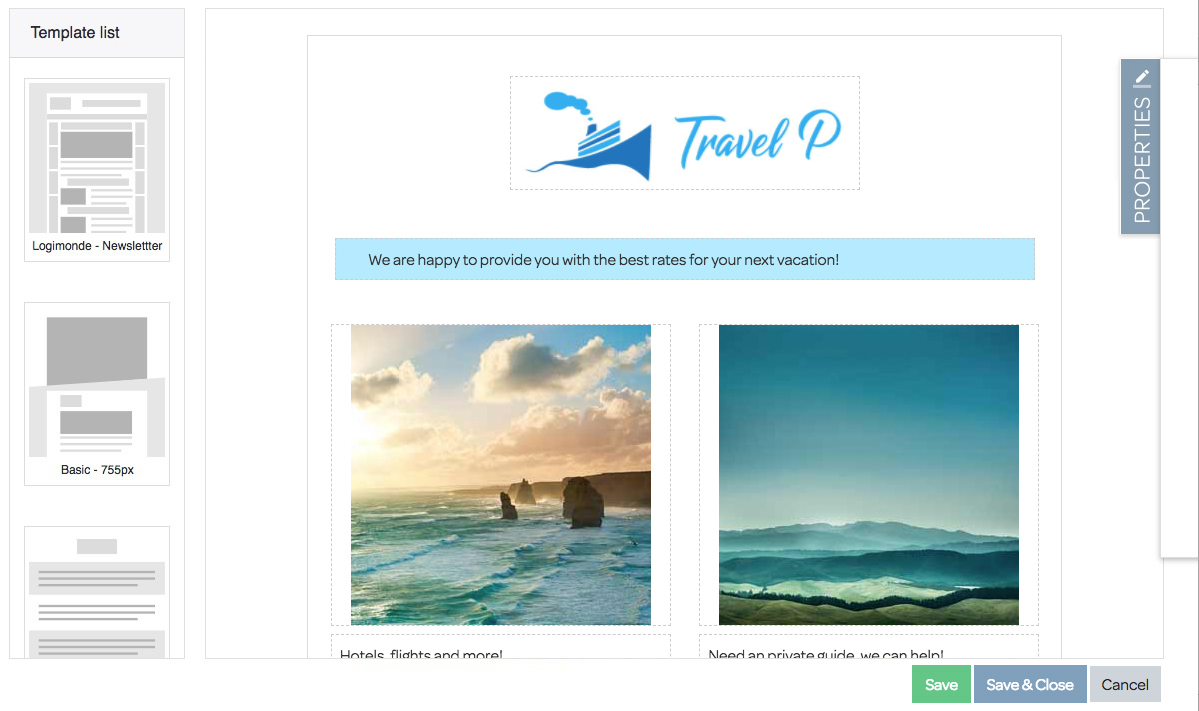 Template list
Logimonde - Newslettter
Basic - 755px
Travel P
We are happy to provide you with the best rates for your next vacation!
Hotels, flights and more!
Need an private guide, we can help!
PROPERTIES
Save
Save & Close
Cancel